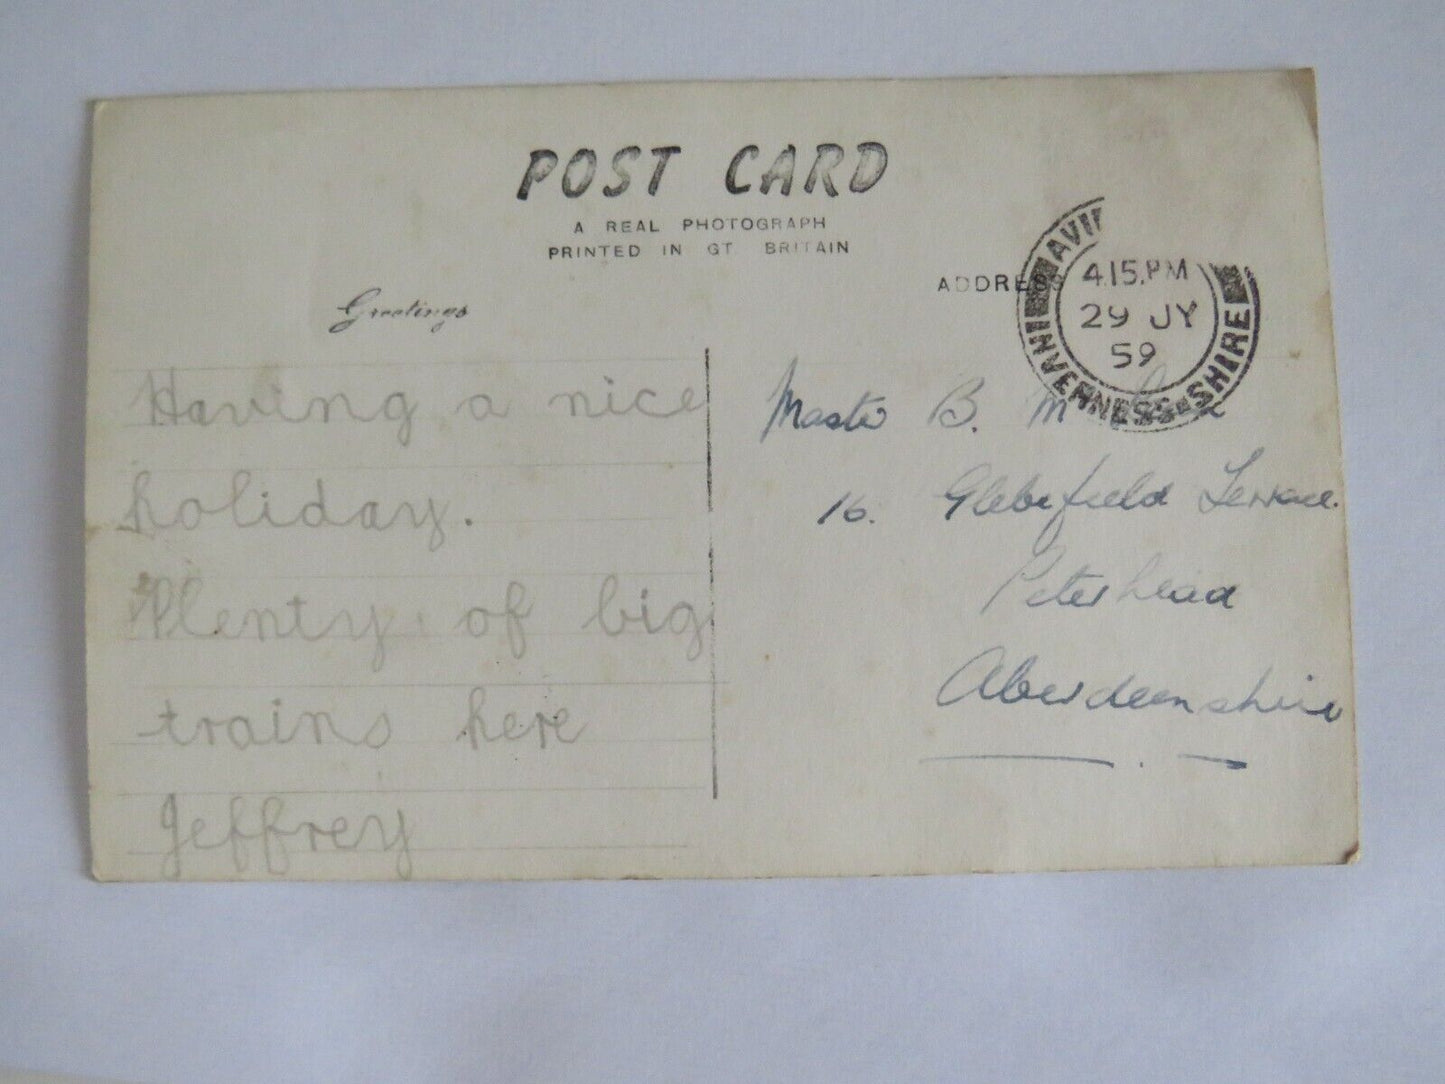 POST CARD
A REAL PHOTOGRAPH
PRINTED IN GT. BRITAIN
Greetings
ADDRESS
AVI
4.15.PM
29 JY
59
INVERNESS-SHIRE
Having a nice
holiday.
Plenty of big
trains here
Jeffrey
Master B.
16. Glebefield Terrace.
Peterhead
Aberdeenshire